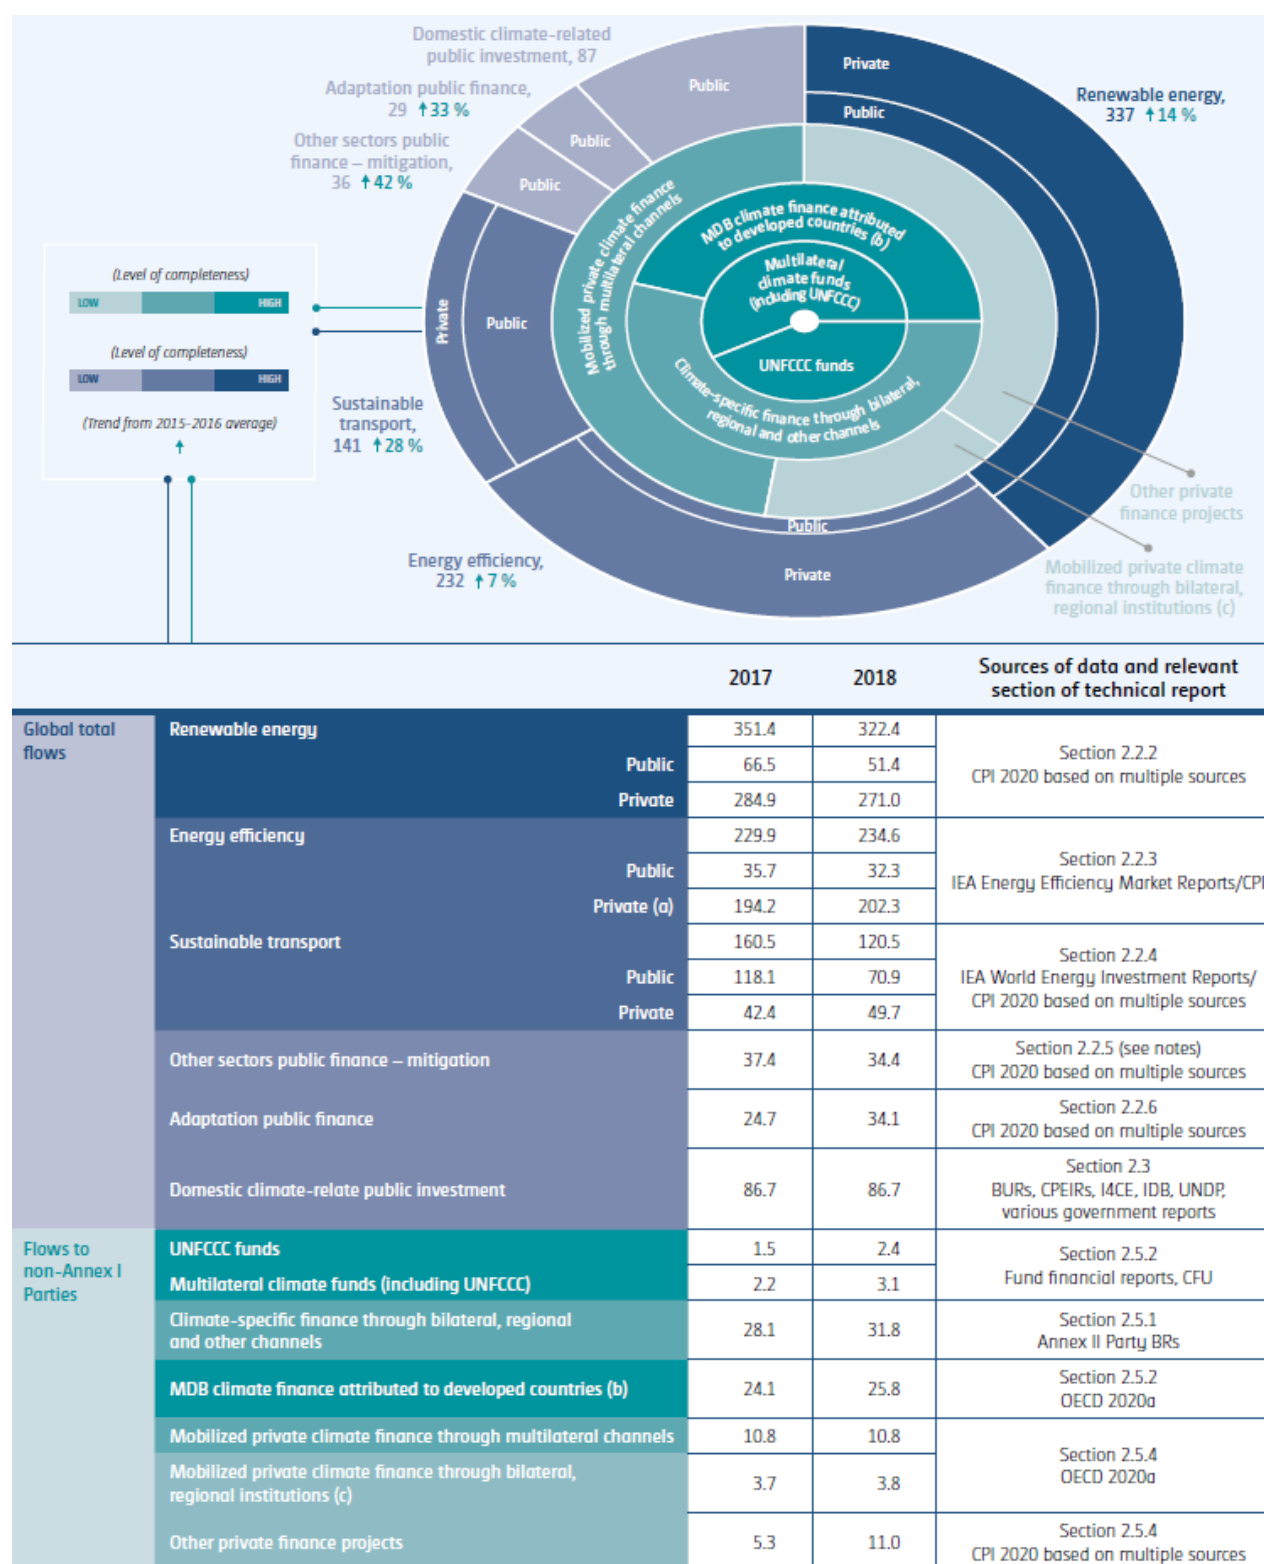 Domestic climate-related
public investment, 87
Adaptation public finance,
29 ↑33 %
Other sectors public
finance – mitigation,
36 ↑42 %
Public
Public
Public
Private
Public
Renewable energy,
337 ↑14 %
MDB climate finance attributed
to developed countries (b)
Multilateral
climate funds
(including UNFCCC)
UNFCCC funds
Mobilized private climate finance
through multilateral channels
Climate-specific finance through bilateral,
regional and other channels
(Level of completeness)
LOW HIGH
(Level of completeness)
LOW HIGH
(Trend from 2015–2016 average)
↑
Private
Public
Sustainable
transport,
141 ↑28 %
Other private
finance projects
Public
Private
Energy efficiency,
232 ↑7 %
Mobilized private climate
finance through bilateral,
regional institutions (c)
2017 2018 Sources of data and relevant
section of technical report
Global total
flows
Renewable energy 351.4 322.4
Public 66.5 51.4
Private 284.9 271.0
Section 2.2.2
CPI 2020 based on multiple sources
Energy efficiency 229.9 234.6
Public 35.7 32.3
Private (a) 194.2 202.3
Section 2.2.3
IEA Energy Efficiency Market Reports/CPI
Sustainable transport 160.5 120.5
Public 118.1 70.9
Private 42.4 49.7
Section 2.2.4
IEA World Energy Investment Reports/
CPI 2020 based on multiple sources
Other sectors public finance – mitigation 37.4 34.4
Section 2.2.5 (see notes)
CPI 2020 based on multiple sources
Adaptation public finance 24.7 34.1
Section 2.2.6
CPI 2020 based on multiple sources
Domestic climate-relate public investment 86.7 86.7
Section 2.3
BURs, CPEIRs, I4CE, IDB, UNDP,
various government reports
Flows to
non-Annex I
Parties
UNFCCC funds 1.5 2.4
Multilateral climate funds (including UNFCCC) 2.2 3.1
Section 2.5.2
Fund financial reports, CFU
Climate-specific finance through bilateral, regional
and other channels 28.1 31.8
Section 2.5.1
Annex II Party BRs
MDB climate finance attributed to developed countries (b) 24.1 25.8
Section 2.5.2
OECD 2020a
Mobilized private climate finance through multilateral channels 10.8 10.8
Mobilized private climate finance through bilateral,
regional institutions (c) 3.7 3.8
Section 2.5.4
OECD 2020a
Other private finance projects 5.3 11.0
Section 2.5.4
CPI 2020 based on multiple sources